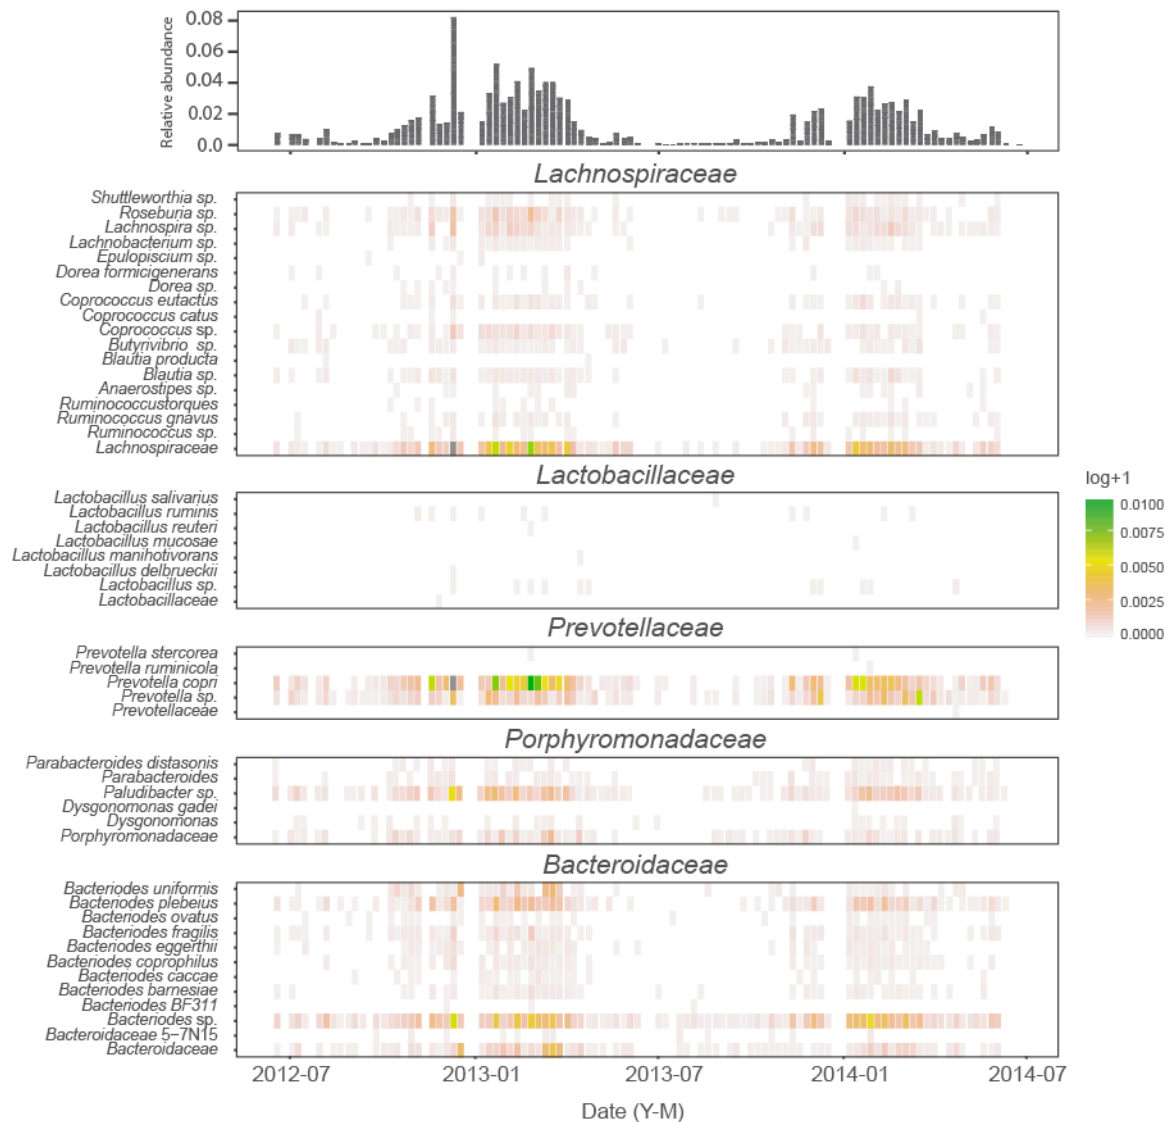 0.08
0.06
0.04
0.02
0.0
Relative abundance
Lachnospiraceae
Shuttleworthia sp.
Roseburia sp.
Lachnospira sp.
Lachnobacterium sp.
Epulopiscium sp.
Dorea formicigenerans
Dorea sp.
Coprococcus eutactus
Coprococcus catus
Coprococcus sp.
Butyrivibrio sp.
Blautia producta
Blautia sp.
Anaerostipes sp.
Ruminococcustorques
Ruminococcus gnavus
Ruminococcus sp.
Lachnospiraceae
Lactobacillaceae
Lactobacillus salivarius
Lactobacillus ruminis
Lactobacillus reuteri
Lactobacillus mucosae
Lactobacillus manihotivorans
Lactobacillus delbrueckii
Lactobacillus sp.
Lactobacillaceae
log+1
0.0100
0.0075
0.0050
0.0025
0.0000
Prevotellaceae
Prevotella stercorea
Prevotella ruminicola
Prevotella copri
Prevotella sp.
Prevotellaceae
Porphyromonadaceae
Parabacteroides distasonis
Parabacteroides
Paludibacter sp.
Dysgonomonas gadei
Dysgonomonas
Porphyromonadaceae
Bacteroidaceae
Bacteriodes uniformis
Bacteriodes plebeius
Bacteriodes ovatus
Bacteriodes fragilis
Bacteriodes eggerthii
Bacteriodes coprophilus
Bacteriodes caccae
Bacteriodes barnesiae
Bacteriodes BF311
Bacteriodes sp.
Bacteroidaceae 5−7N15
Bacteroidaceae
2012-07 2013-01 2013-07 2014-01 2014-07
Date (Y-M)